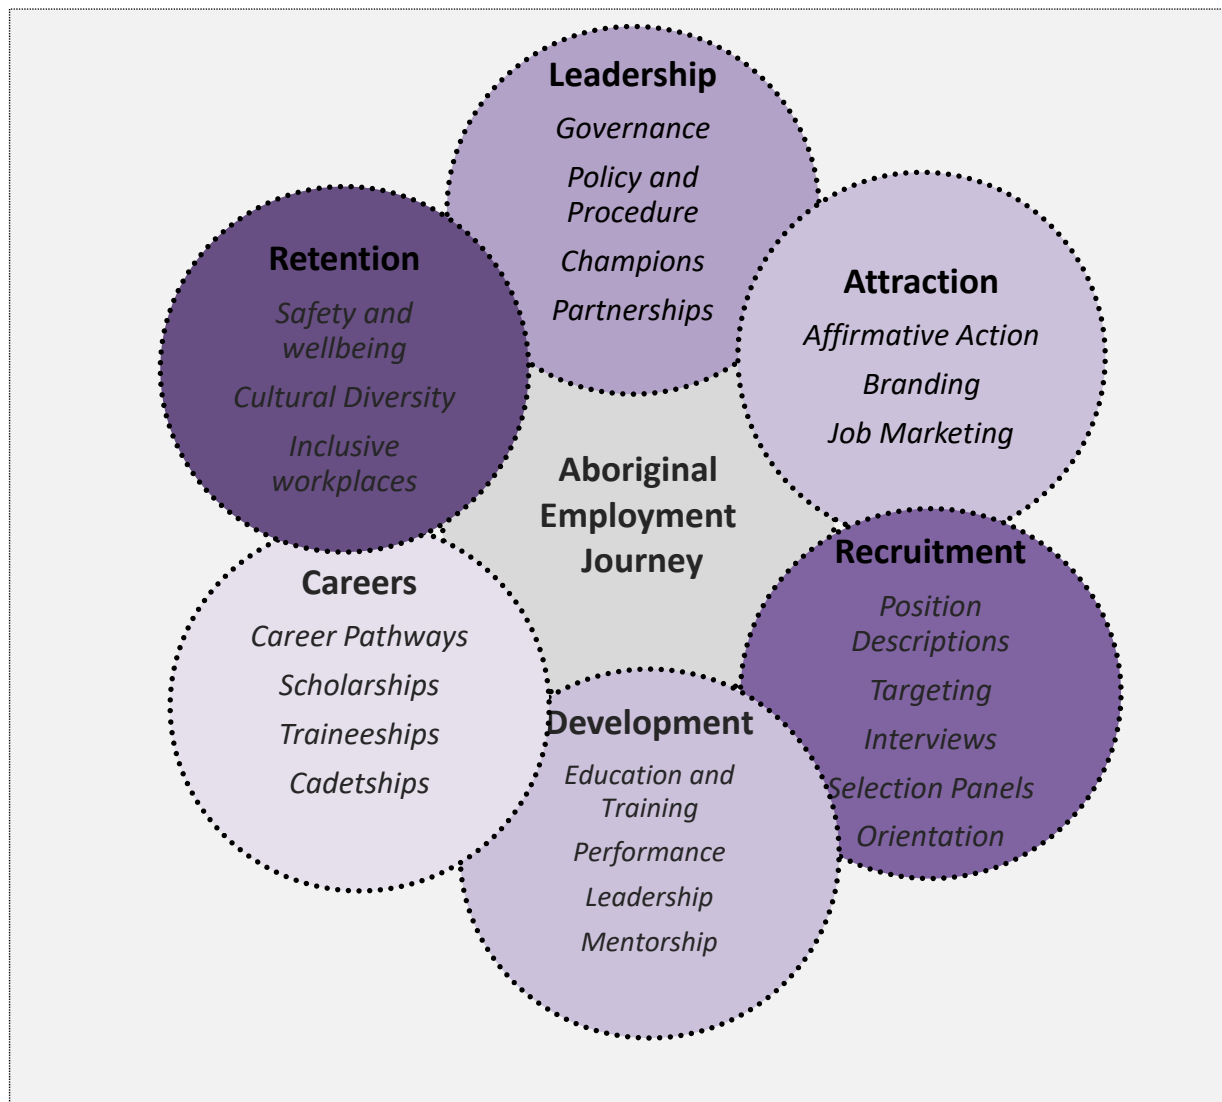 Leadership
Governance
Policy and
Procedure
Champions
Partnerships
Attraction
Affirmative Action
Branding
Job Marketing
Recruitment
Position
Descriptions
Targeting
Interviews
Selection Panels
Orientation
Development
Education and
Training
Performance
Leadership
Mentorship
Careers
Career Pathways
Scholarships
Traineeships
Cadetships
Retention
Safety and
wellbeing
Cultural Diversity
Inclusive
workplaces
Aboriginal
Employment
Journey